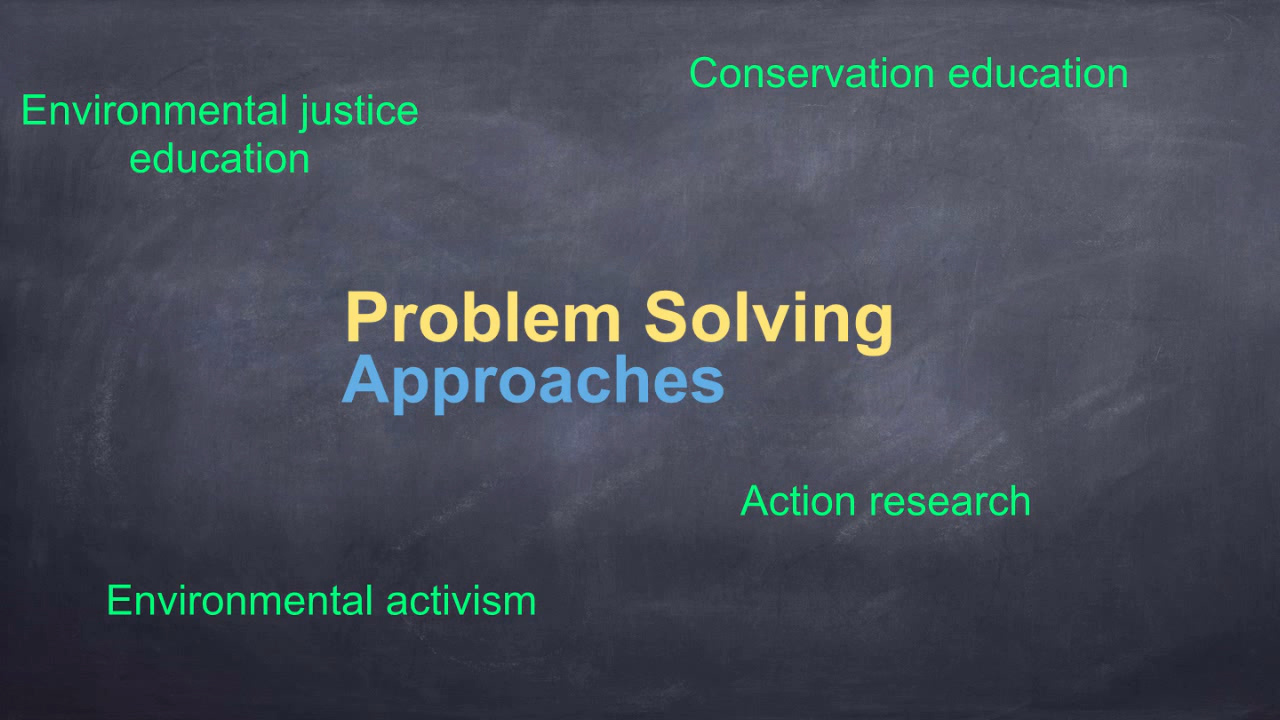 Conservation education
Environmental justice
education
Problem Solving
Approaches
Action research
Environmental activism